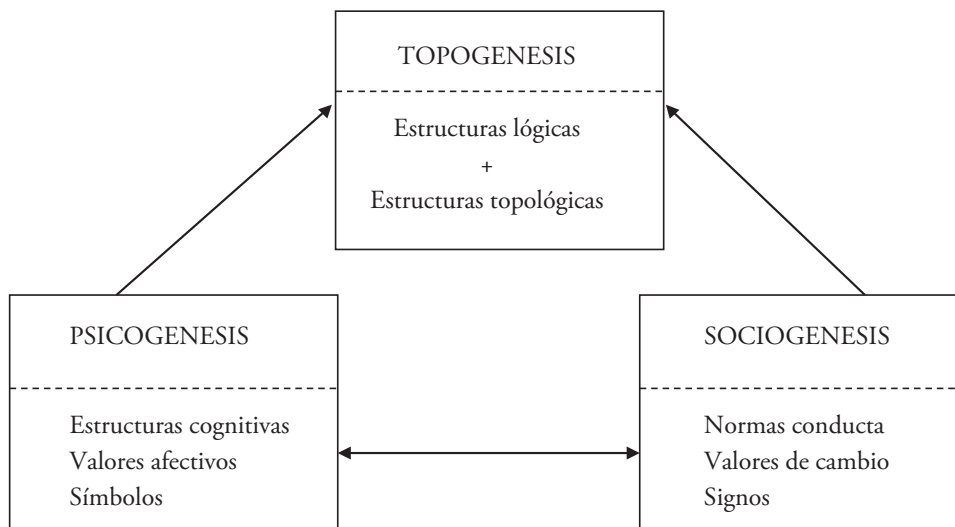 TOPOGENESIS
Estructuras lógicas
+
Estructuras topológicas
PSICOGENESIS
Estructuras cognitivas
Valores afectivos
Símbolos
SOCIOGENESIS
Normas conducta
Valores de cambio
Signos